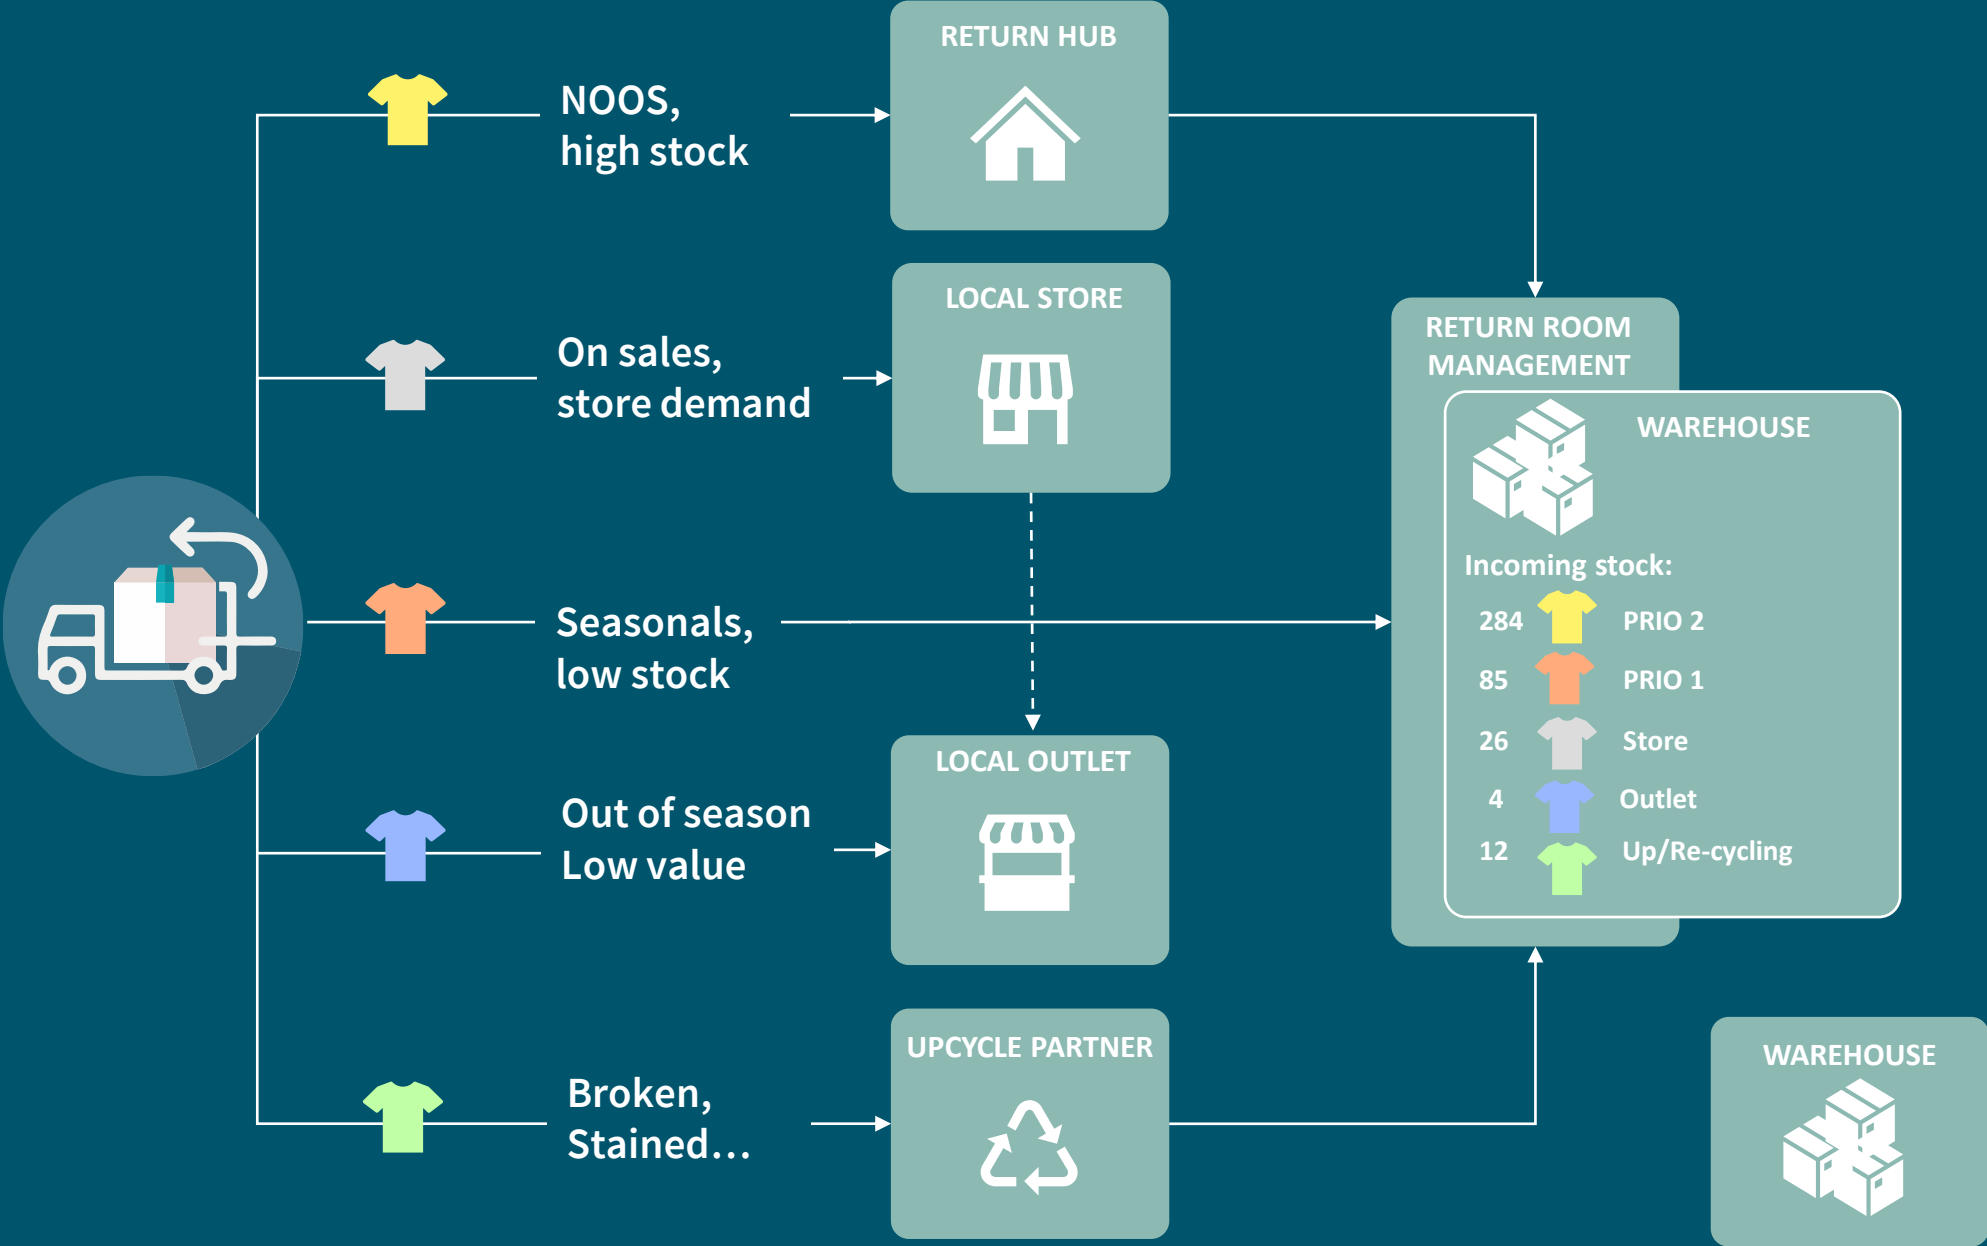 RETURN HUB
NOOS,
high stock
LOCAL STORE
On sales,
store demand
RETURN ROOM
MANAGEMENT
WAREHOUSE
Incoming stock:
284 PRIO 2
85 PRIO 1
26 Store
4 Outlet
12 Up/Re-cycling
Seasonals,
low stock
LOCAL OUTLET
Out of season
Low value
UPCYCLE PARTNER
Broken,
Stained...
WAREHOUSE